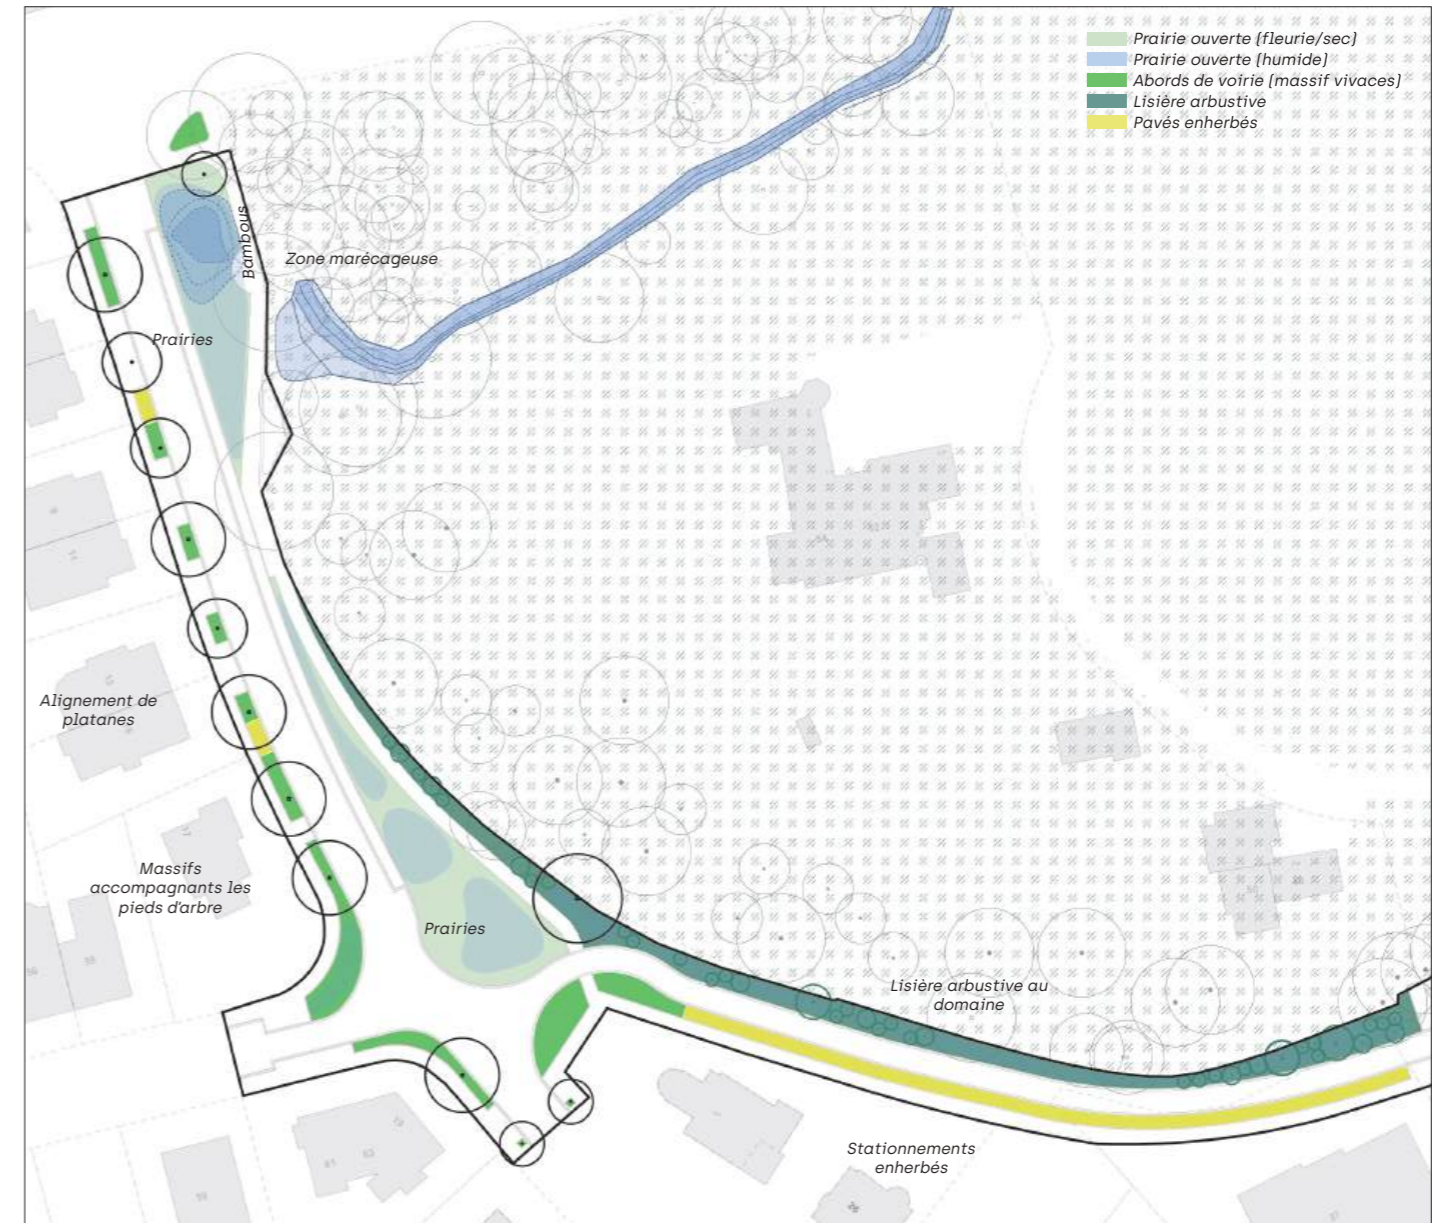 Prairie ouverte (fleurie/sec)
Prairie ouverte (humide)
Abords de voirie (massif vivaces)
Lisière arbustive
Pavés enherbés
Bambous
Zone marécageuse
Prairies
Alignement de
platanes
Massifs
accompagnants les
pieds d'arbre
Prairies
Lisière arbustive au
domaine
Stationnements
enherbés